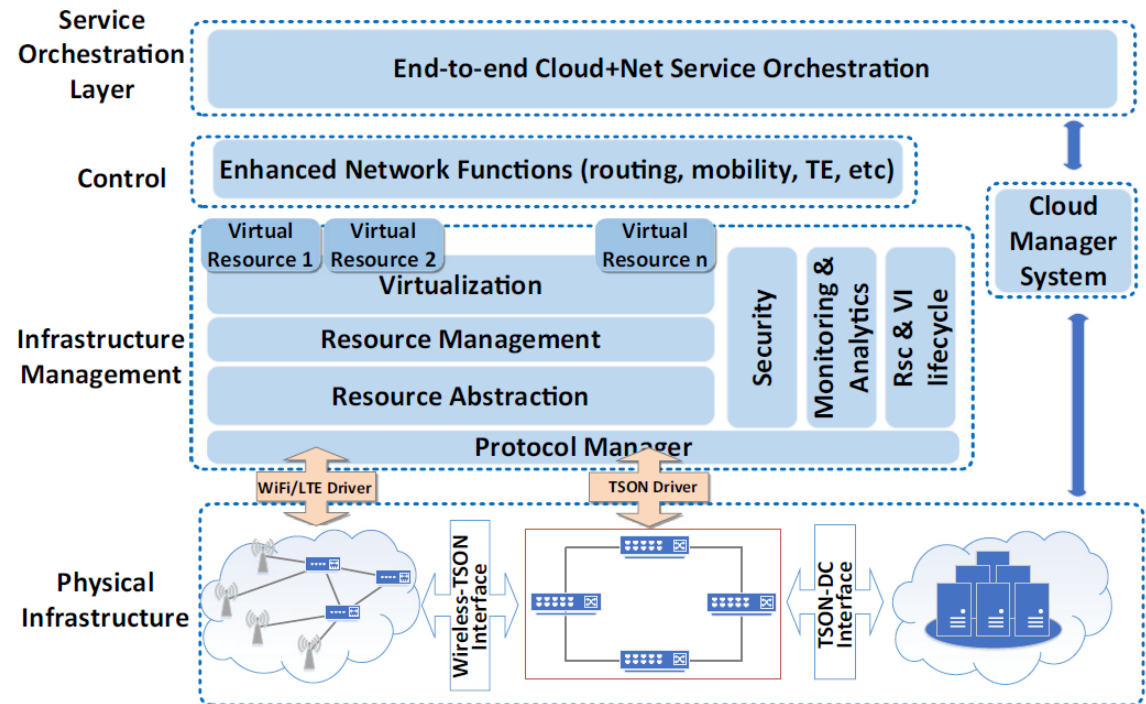 Service
Orchestration
Layer
End-to-end Cloud+Net Service Orchestration
Control
Enhanced Network Functions (routing, mobility, TE, etc)
Cloud
Manager
System
Infrastructure
Management
Virtual
Resource 1
Virtual
Resource 2
Virtual
Resource n
Virtualization
Resource Management
Resource Abstraction
Security
Monitoring &
Analytics
Rsc & VI
lifecycle
Protocol Manager
WiFi/LTE Driver
TSON Driver
Physical
Infrastructure
Wireless-TSON
Interface
TSON-DC
Interface